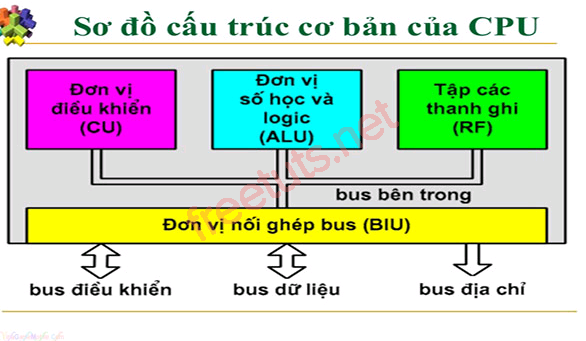 Sơ đồ cấu trúc cơ bản của CPU
Đơn vị
điều khiển
(CU)
Đơn vị
số học và
logic
(ALU)
Tập các
thanh ghi
(RF)
freetuts.net
bus bên trong
Đơn vị nối ghép bus (BIU)
bus điều khiển
bus dữ liệu
bus địa chỉ